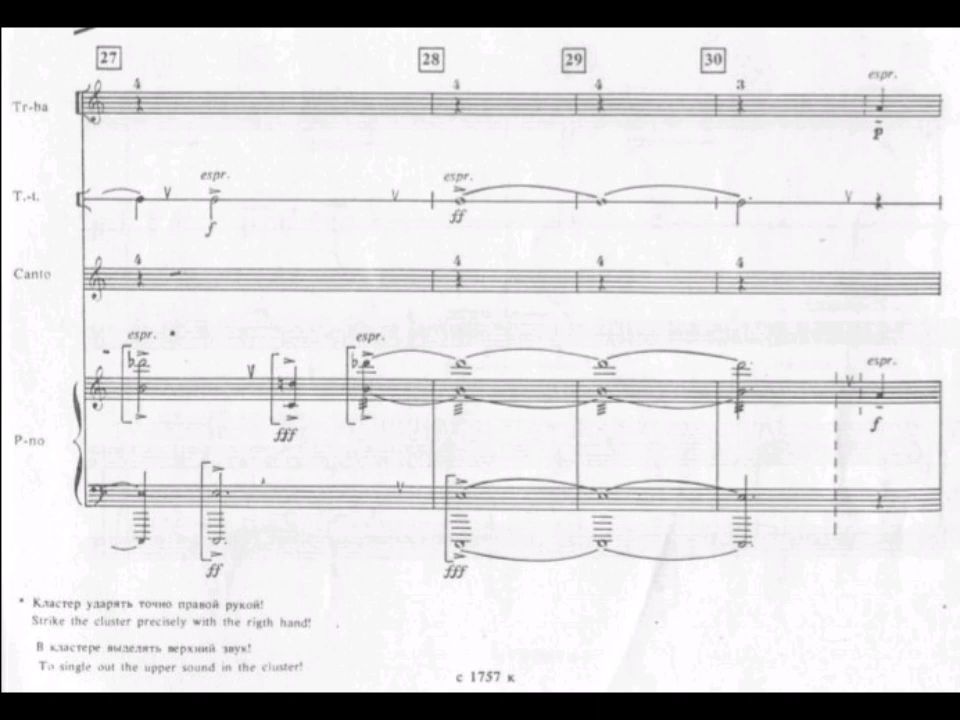 27 28 29 30
4 4 4 3 espr.
Tr-ba
p
espr. espr.
T.-t.
f ff
4 4 4 4
Canto
espr. espr. espr.
fff f
P-no
ff fff
* Кластер ударять точно правой рукой!
Strike the cluster precisely with the rigth hand!
В кластере выделять верхний звук!
To single out the upper sound in the cluster!
с 1757 к